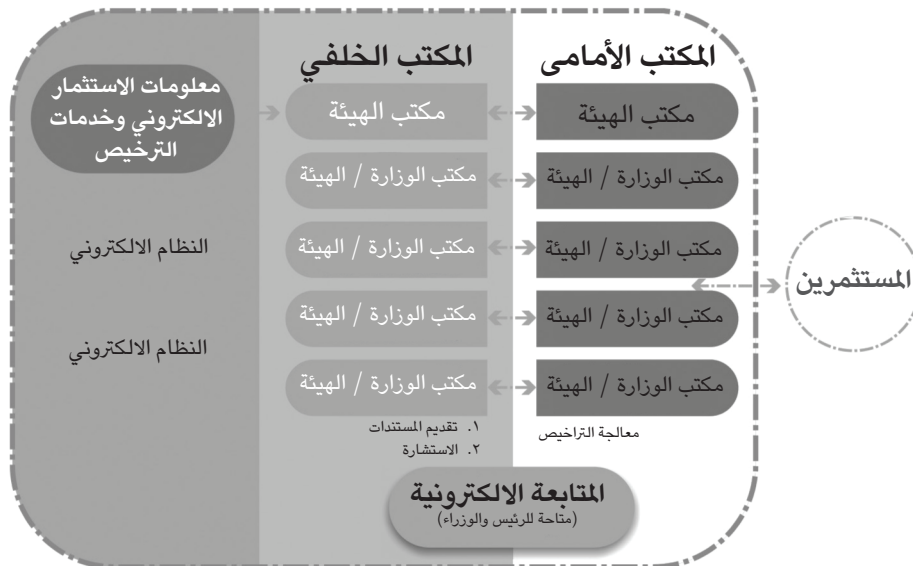 المكتب الأمامى
مكتب الهيئة
مكتب الوزارة / الهيئة
مكتب الوزارة / الهيئة
مكتب الوزارة / الهيئة
مكتب الوزارة / الهيئة
معالجة التراخيص
المستثمرين
المكتب الخلفي
مكتب الهيئة
مكتب الوزارة / الهيئة
مكتب الوزارة / الهيئة
مكتب الوزارة / الهيئة
مكتب الوزارة / الهيئة
١. تقديم المستندات
٢. الاستشارة
معلومات الاستثمار
الالكتروني وخدمات
الترخيص
النظام الالكتروني
النظام الالكتروني
المتابعة الالكترونية
(متاحة للرئيس والوزراء)